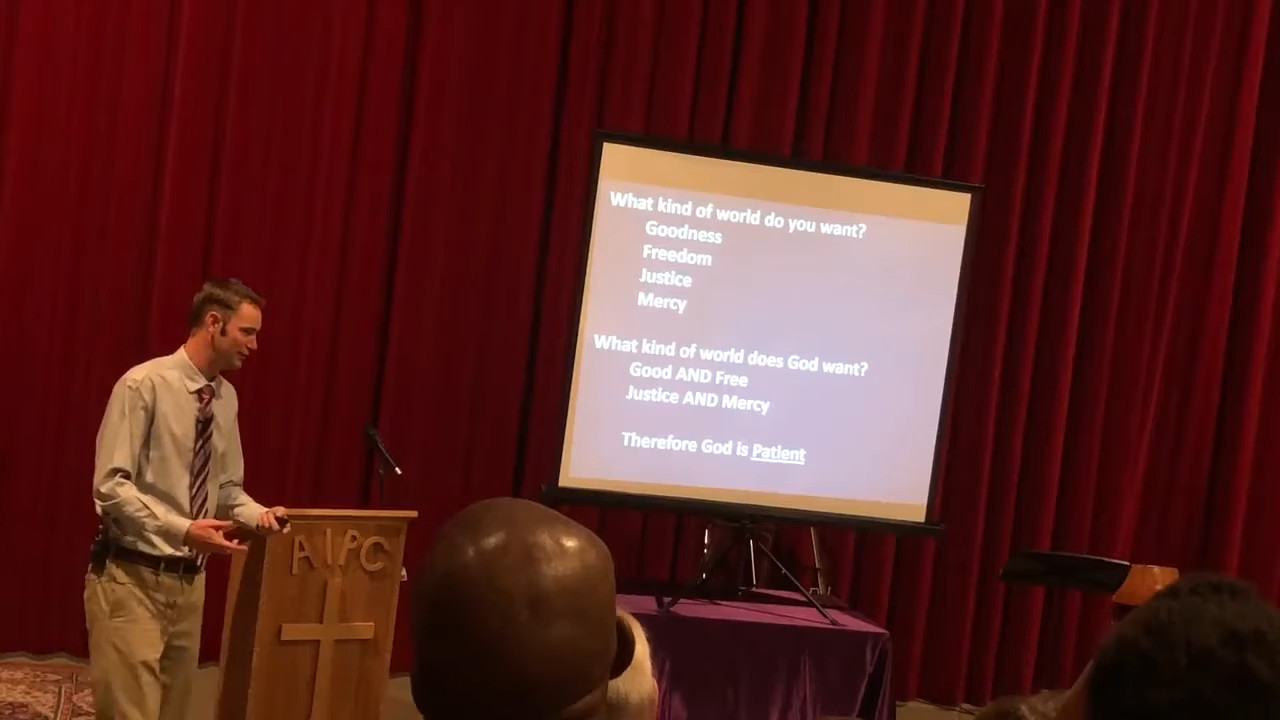 What kind of world do you want?
Goodness
Freedom
Justice
Mercy
What kind of world does God want?
Good AND Free
Justice AND Mercy
Therefore God is Patient
AIPC